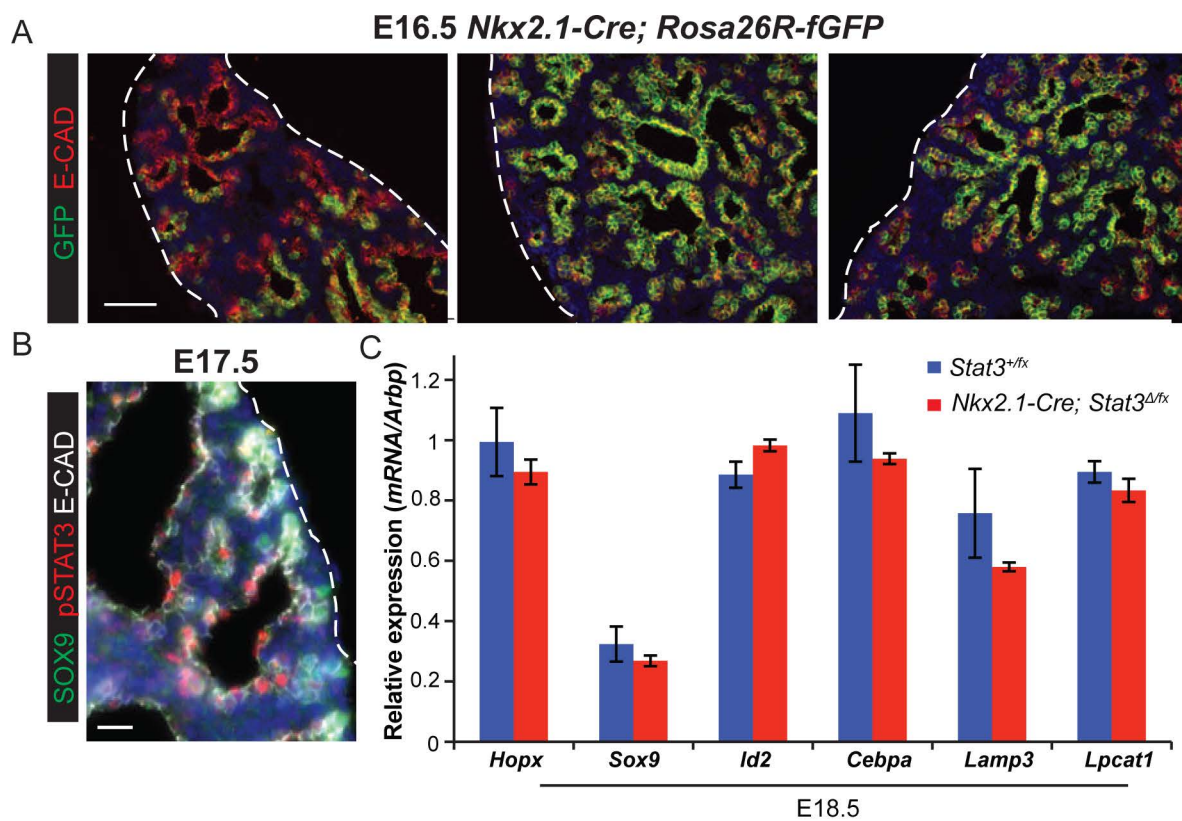 A
E16.5 Nkx2.1-Cre; Rosa26R-fGFP
GFP E-CAD
B
E17.5
SOX9 pSTAT3 E-CAD
C
Relative expression (mRNA/Arbp)
1.2
1
0.8
0.6
0.4
0.2
0
Stat3+/fx
Nkx2.1-Cre; Stat3Δ/fx
Hopx Sox9 Id2 Cebpa Lamp3 Lpcat1
E18.5